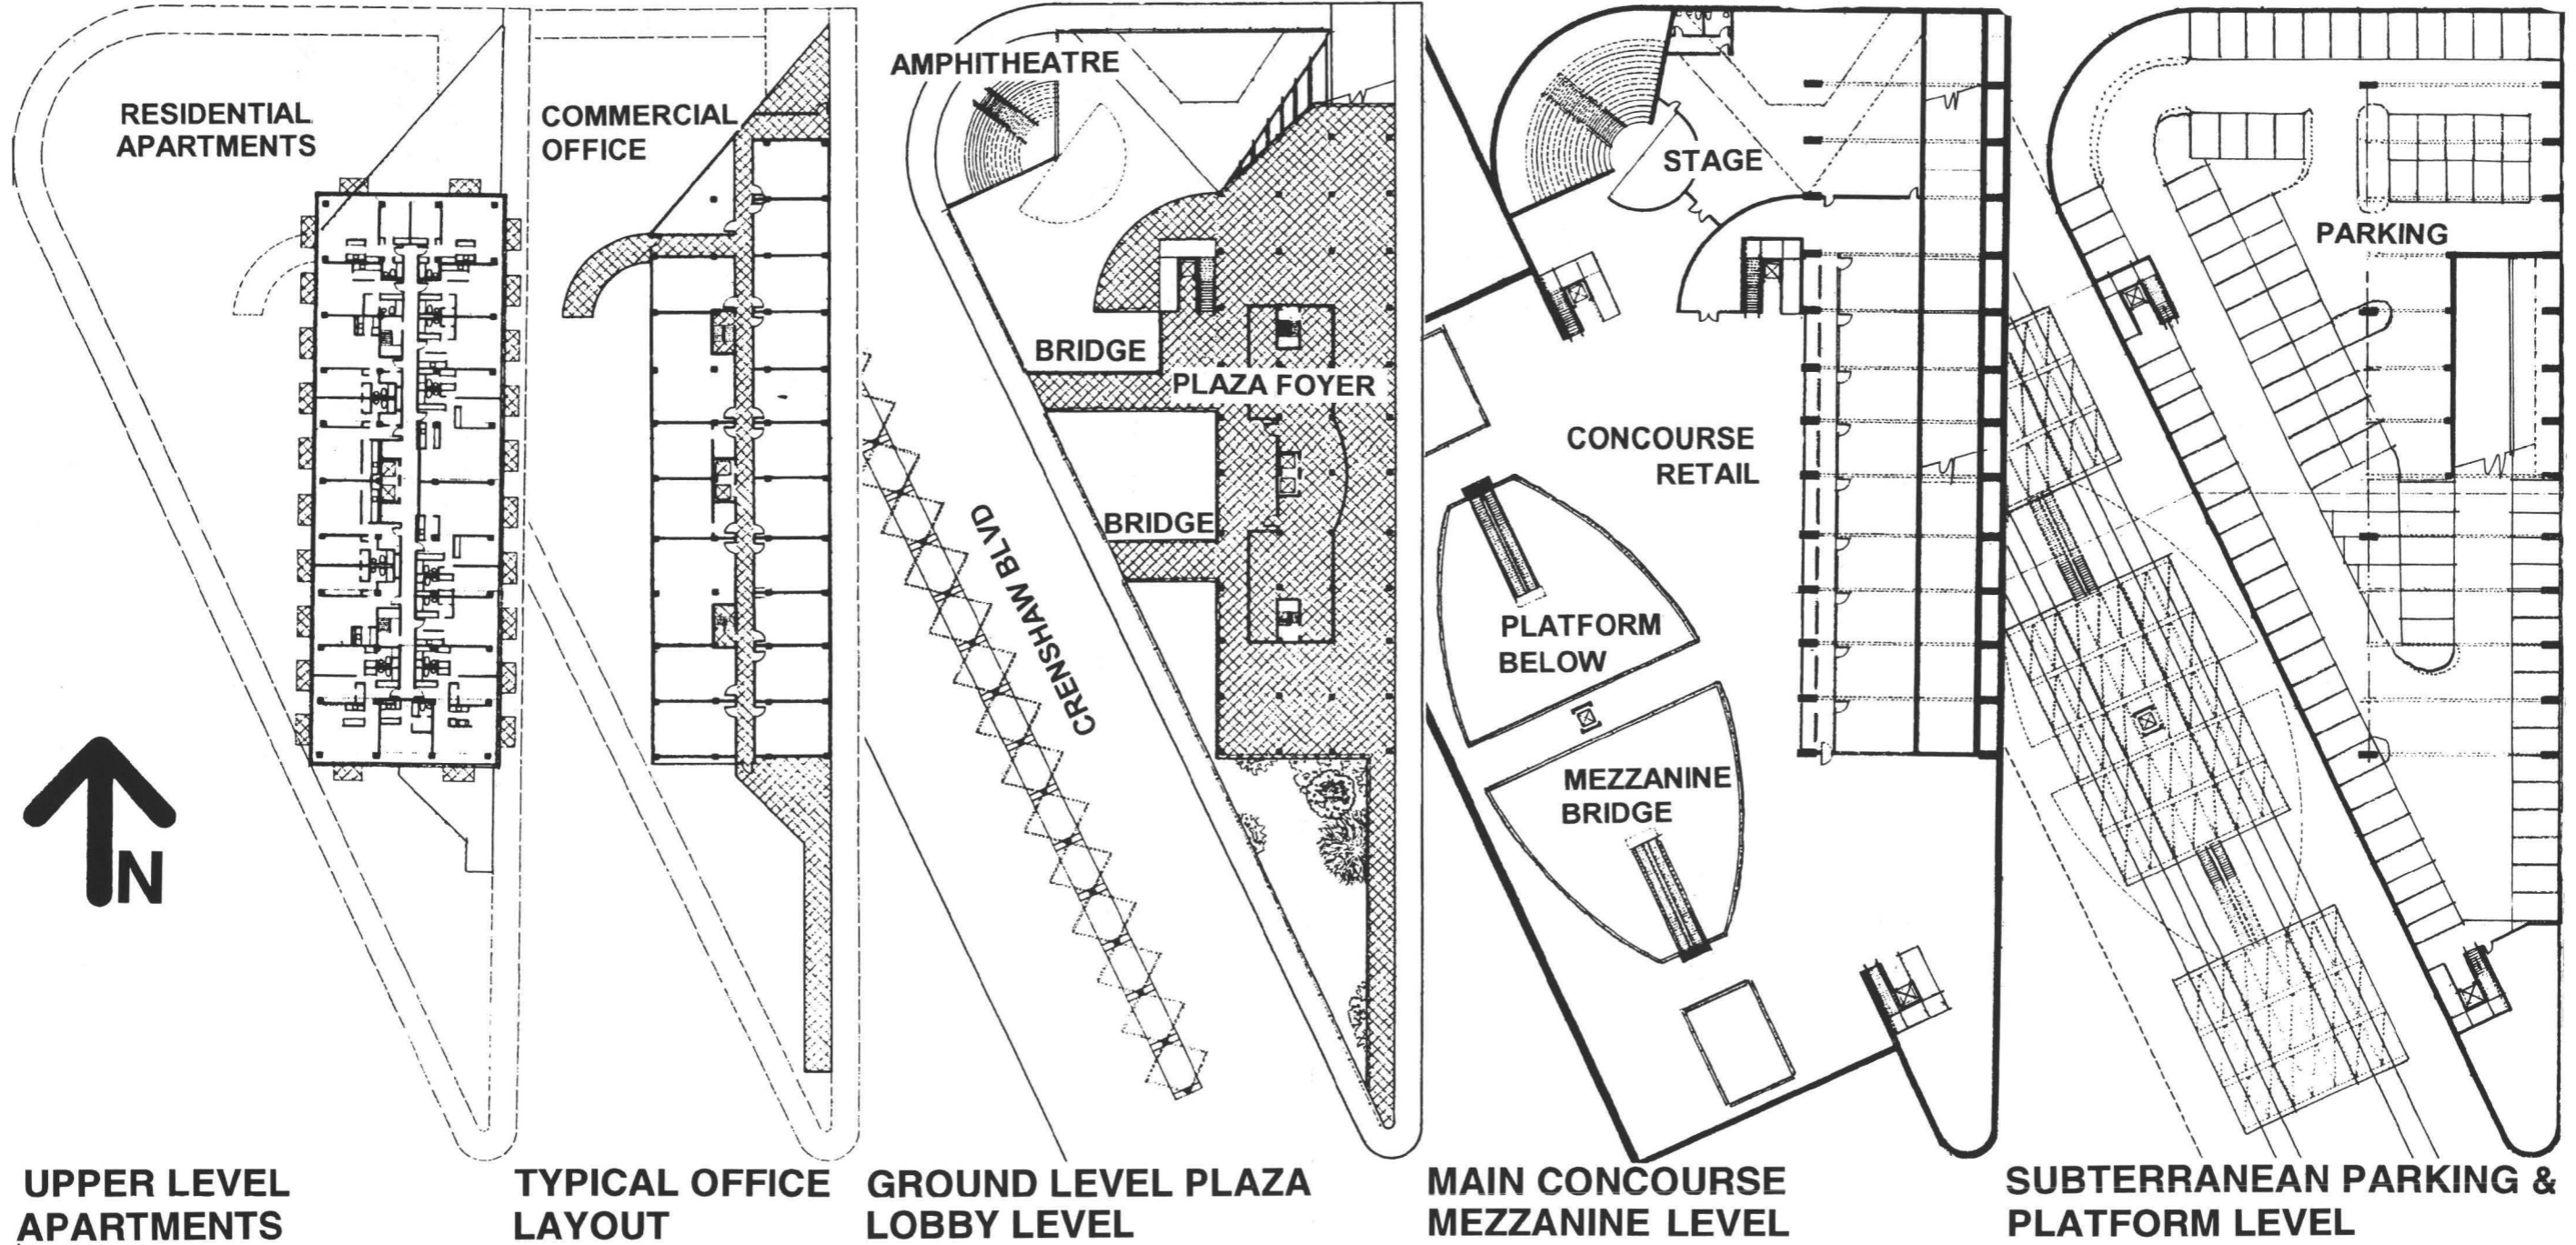 RESIDENTIAL
APARTMENTS
N
UPPER LEVEL
APARTMENTS
COMMERCIAL
OFFICE
TYPICAL OFFICE
LAYOUT
AMPHITHEATRE
BRIDGE
PLAZA FOYER
BRIDGE
CRENSHAW BLVD
GROUND LEVEL PLAZA
LOBBY LEVEL
STAGE
CONCOURSE
RETAIL
PLATFORM
BELOW
MEZZANINE
BRIDGE
MAIN CONCOURSE
MEZZANINE LEVEL
PARKING
SUBTERRANEAN PARKING &
PLATFORM LEVEL